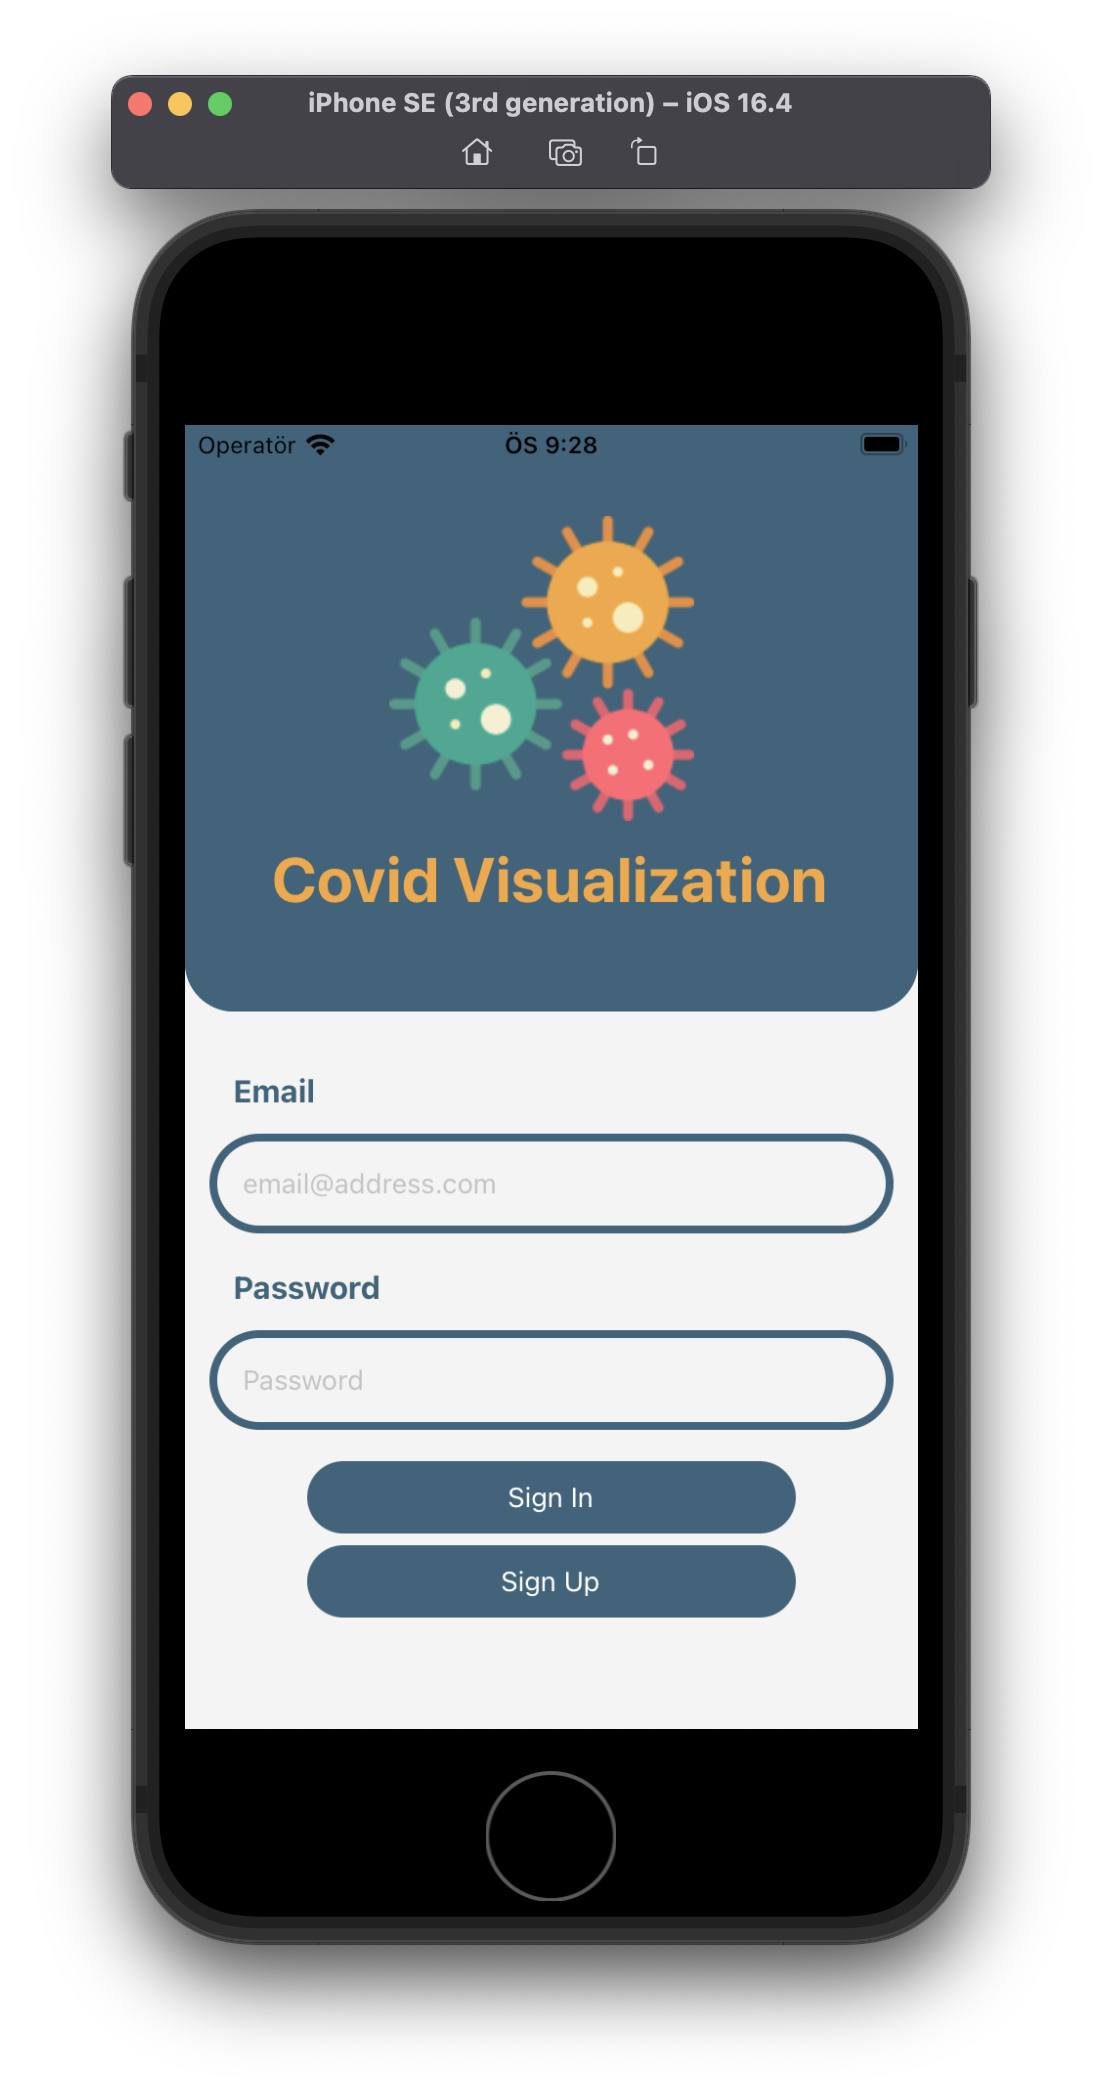 iPhone SE (3rd generation) – iOS 16.4
Operatör ÖS 9:28
Covid Visualization
Email
email@address.com
Password
Password
Sign In
Sign Up